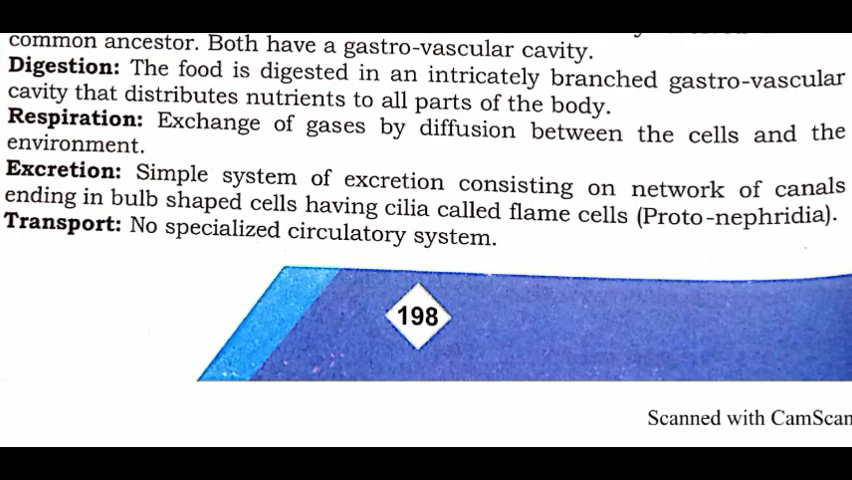 common ancestor. Both have a gastro-vascular cavity.
Digestion: The food is digested in an intricately branched gastro-vascular
cavity that distributes nutrients to all parts of the body.
Respiration: Exchange of gases by diffusion between the cells and the
environment.
Excretion: Simple system of excretion consisting on network of canals
ending in bulb shaped cells having cilia called flame cells (Proto-nephridia).
Transport: No specialized circulatory system.
198
Scanned with CamScan